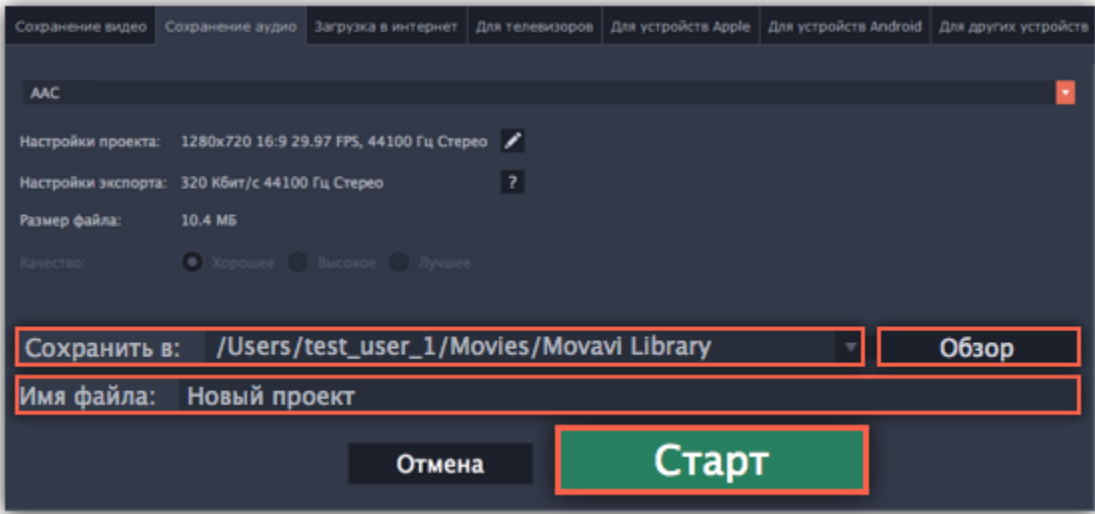 Сохранение видео Сохранение аудио Загрузка в интернет Для телевизоров Для устройств Apple Для устройств Android Для других устройств
AAC
Настройки проекта: 1280x720 16:9 29.97 FPS, 44100 Гц Стерео
Настройки экспорта: 320 Кбит/с 44100 Гц Стерео ?
Размер файла: 10.4 МБ
Качество: Хорошее Высокое Лучшее
Сохранить в: /Users/test_user_1/Movies/Movavi Library Обзор
Имя файла: Новый проект
Отмена Старт